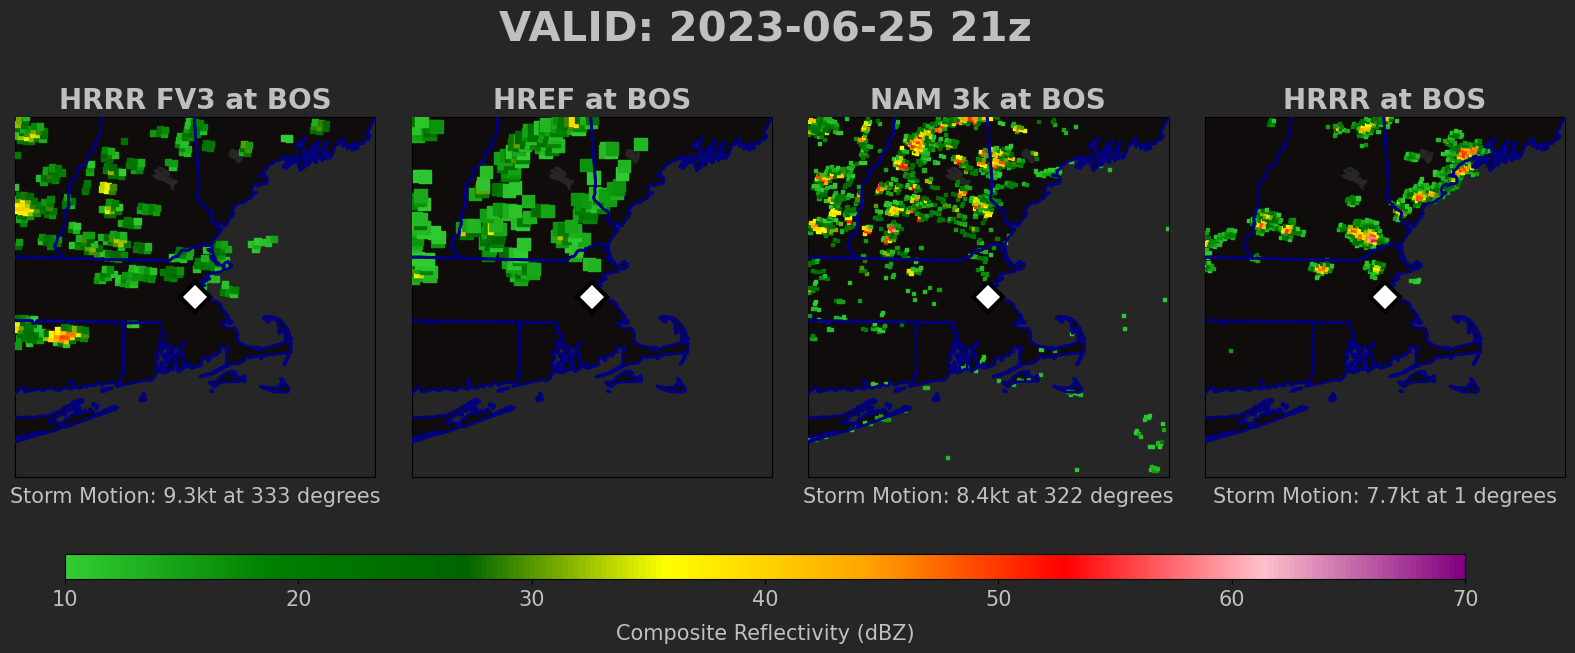 VALID: 2023-06-25 21z
HRRR FV3 at BOS
HREF at BOS
NAM 3k at BOS
HRRR at BOS
Storm Motion: 9.3kt at 333 degrees
Storm Motion: 8.4kt at 322 degrees
Storm Motion: 7.7kt at 1 degrees
10 20 30 40 50 60 70
Composite Reflectivity (dBZ)